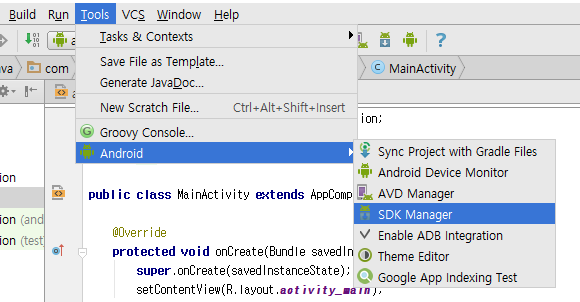 Build Run Tools VCS Window Help
Tasks & Contexts
Save File as Template...
Generate JavaDoc...
New Scratch File... Ctrl+Alt+Shift+Insert
Groovy Console...
Android
Sync Project with Gradle Files
Android Device Monitor
AVD Manager
SDK Manager
Enable ADB Integration
Theme Editor
Google App Indexing Test
ava com
MainActivity
ion;
ion
ion (and
ion (test
public class MainActivity extends AppComp
@Override
protected void onCreate(Bundle savedIn
super.onCreate(savedInstanceState);
setContentView(R.layout.activity_main);